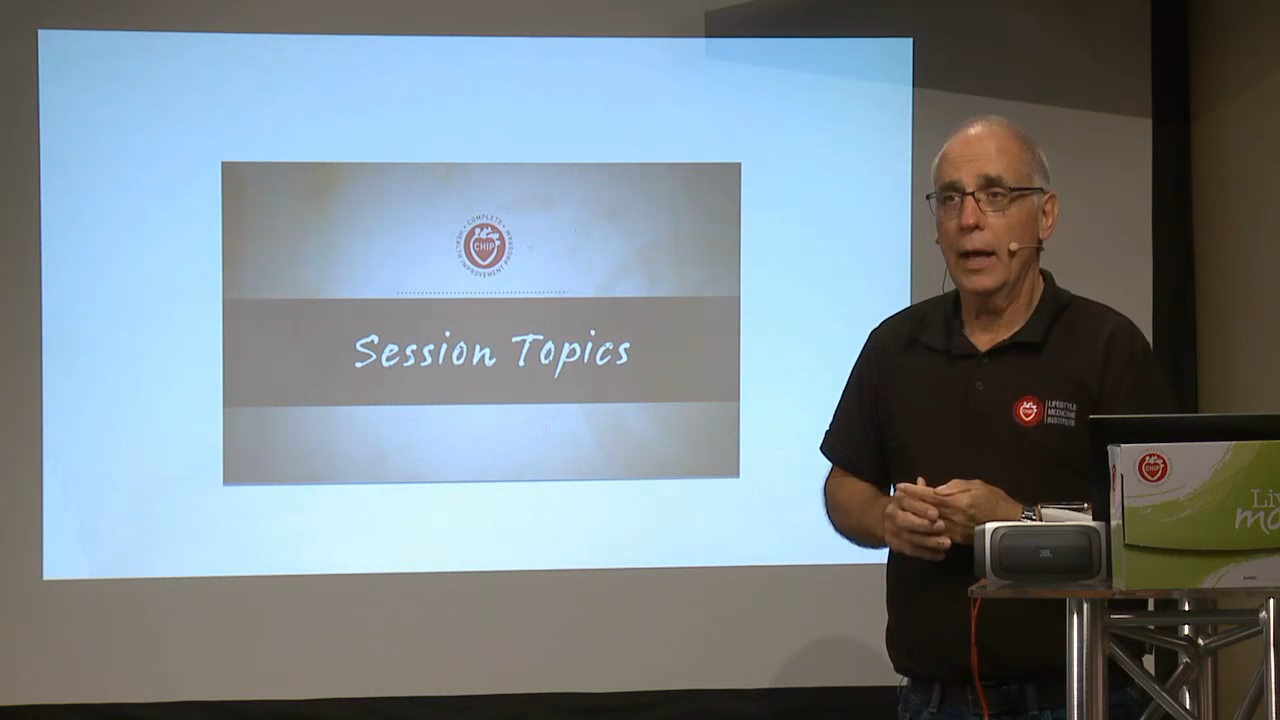 • COMPLETE •
HEALTH IMPROVEMENT PROGRAM
CHIP
Session Topics
CHIP
LIFESTYLE
MEDICINE
INSTITUTE
CHIP
Liv
mo
JBL